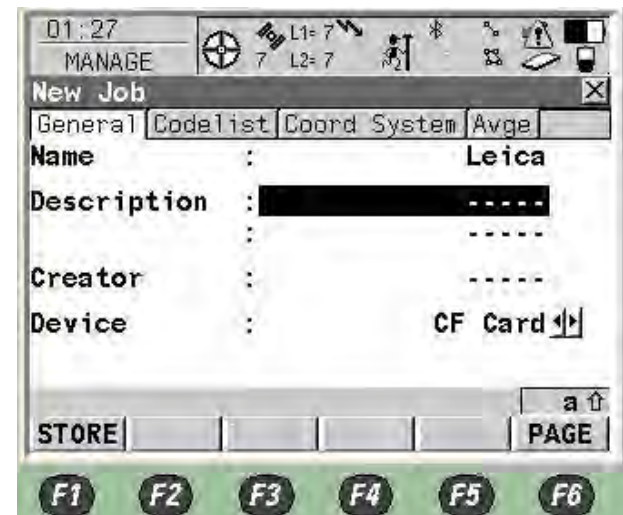 01:27 L1= 7
MANAGE 7 L2= 7
New Job
General Codelist Coord System Avge
Name : Leica
Description : -----
: -----
Creator : -----
Device : CF Card
a
STORE PAGE
F1 F2 F3 F4 F5 F6